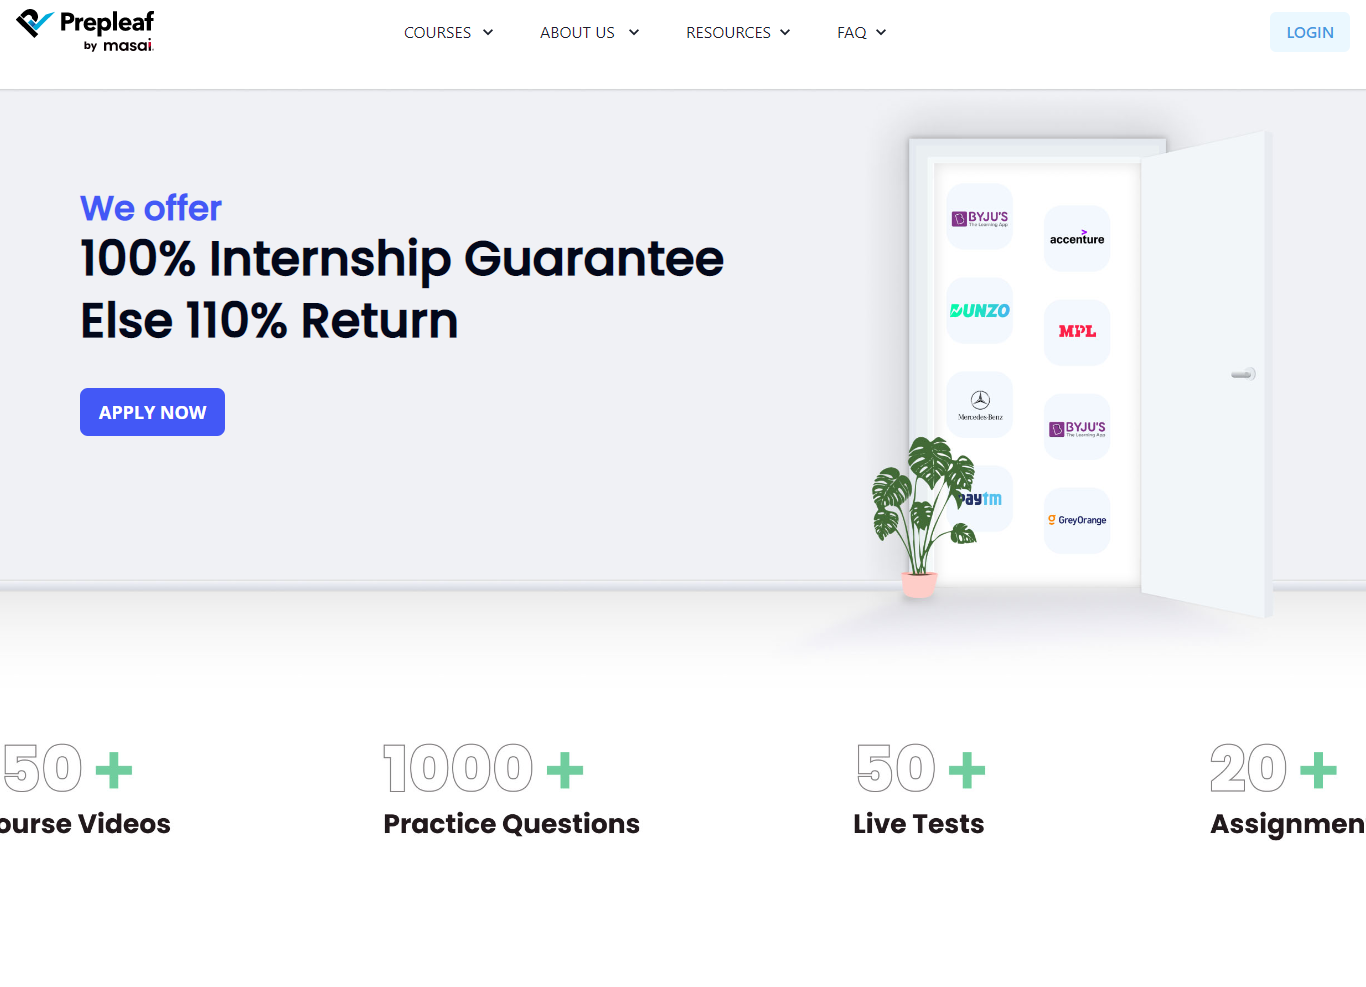 Prepleaf
by masai.
COURSES
ABOUT US
RESOURCES
FAQ
LOGIN
We offer
100% Internship Guarantee
Else 110% Return
APPLY NOW
BYJU'S
The Learning App
accenture
DUNZO
MPL
Mercedes-Benz
BYJU'S
The Learning App
paytm
GreyOrange
50 +
ourse Videos
1000 +
Practice Questions
50 +
Live Tests
20 +
Assignmen